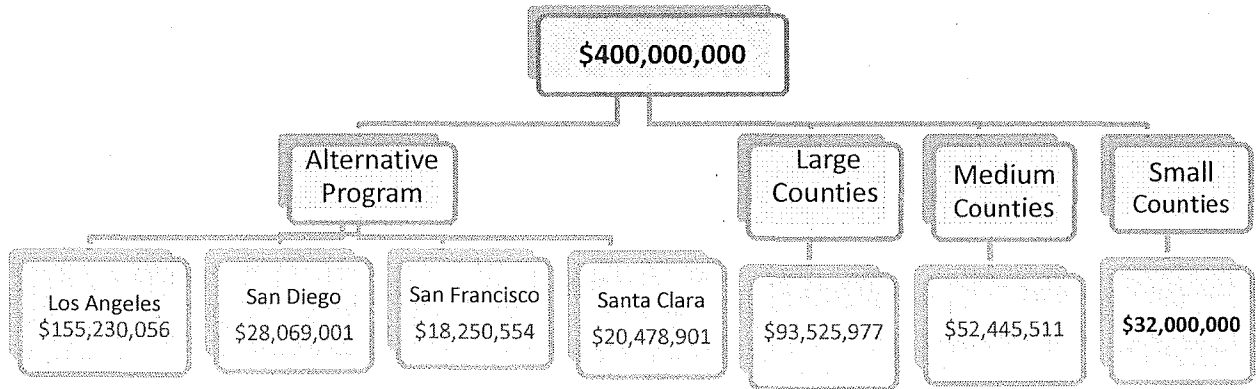 $400,000,000
Alternative
Program
Large
Counties
Medium
Counties
Small
Counties
Los Angeles
$155,230,056
San Diego
$28,069,001
San Francisco
$18,250,554
Santa Clara
$20,478,901
$93,525,977
$52,445,511
$32,000,000